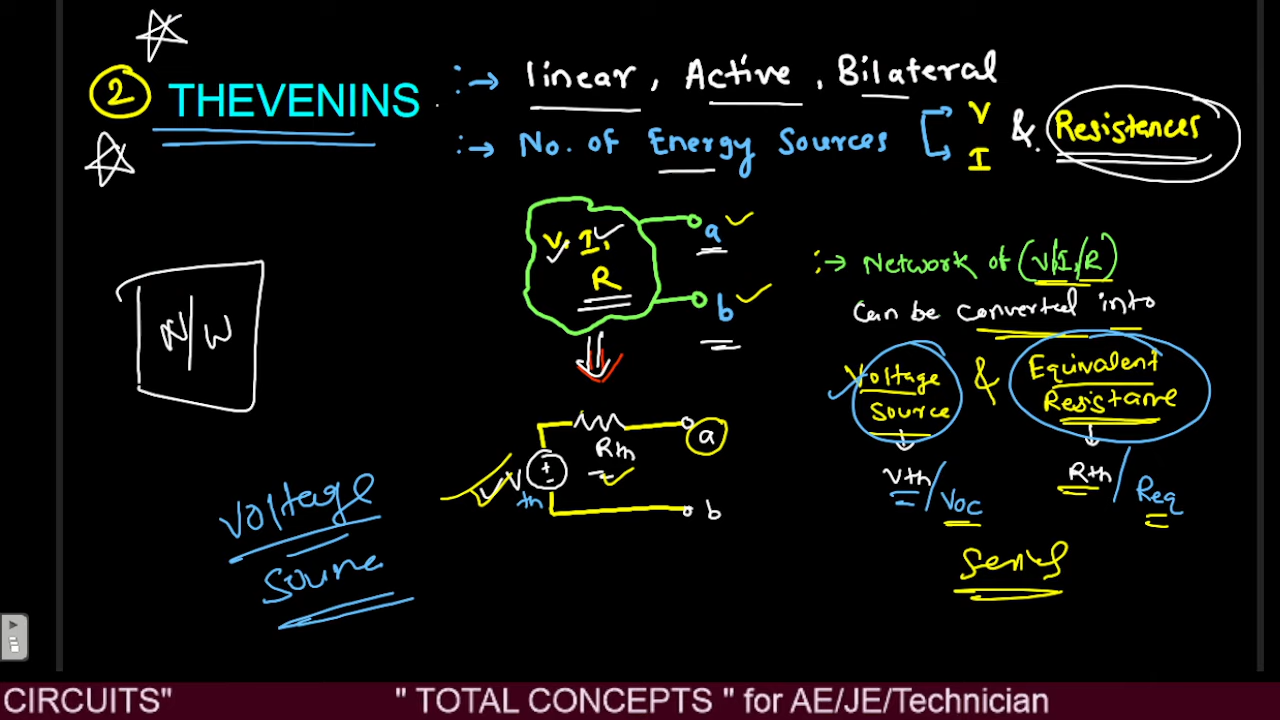 ② THEVENINS :→ linear, Active, Bilateral
:→ No. of Energy Sources V I & Resistances
V, I, R
a
b
N/W
:→ Network of (V/I/R)
Can be converted into
Voltage Source & Equivalent Resistance
Vth/Voc
Rth/Req
Series
Rth
a
Vth
+
-
b
Voltage
Source
CIRCUITS" " TOTAL CONCEPTS " for AE/JE/Technician